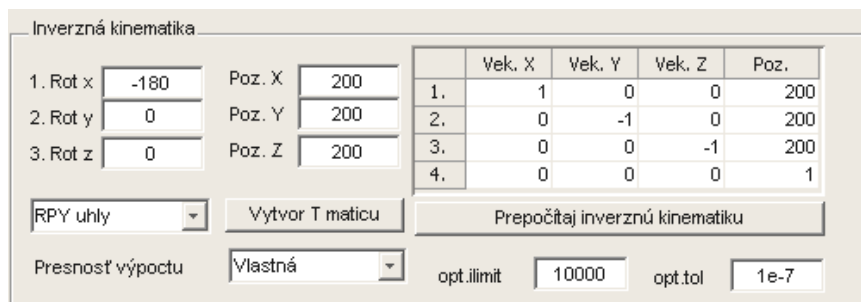 Inverzná kinematika
1. Rot x -180 Poz. X 200
2. Rot y 0 Poz. Y 200
3. Rot z 0 Poz. Z 200
Vek. X Vek. Y Vek. Z Poz.
1. 1 0 0 200
2. 0 -1 0 200
3. 0 0 -1 200
4. 0 0 0 1
RPY uhly Vytvor T maticu Prepočítaj inverznú kinematiku
Presnosť výpoctu Vlastná opt.ilimit 10000 opt.tol 1e-7